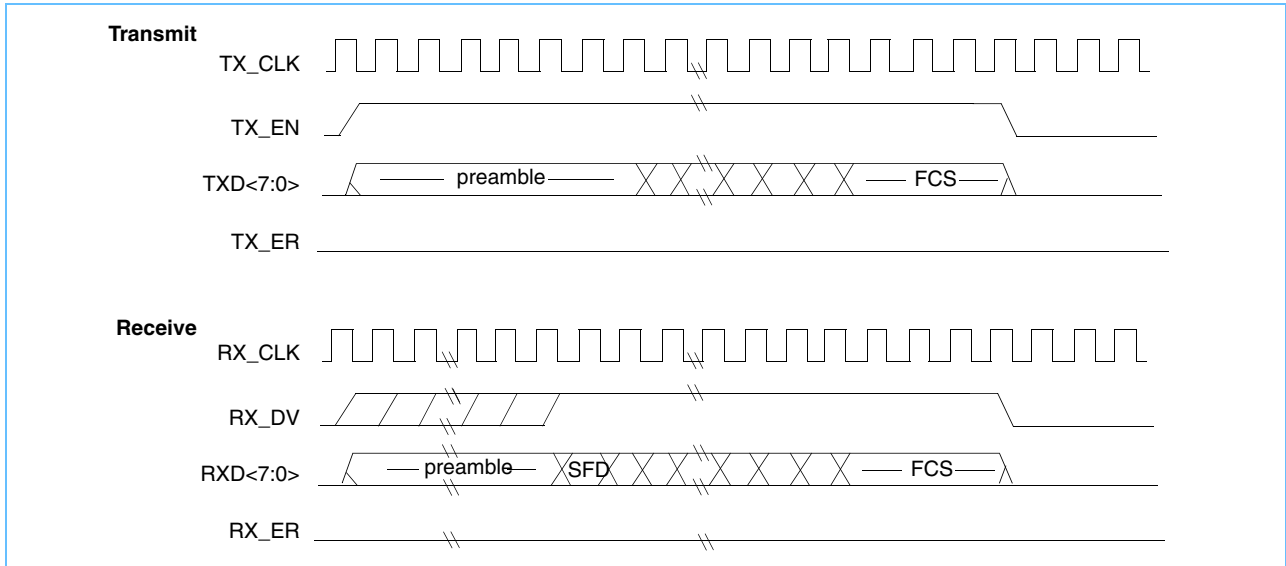 Transmit
TX_CLK
TX_EN
TXD<7:0> preamble FCS
TX_ER
Receive
RX_CLK
RX_DV
RXD<7:0> preamble SFD FCS
RX_ER